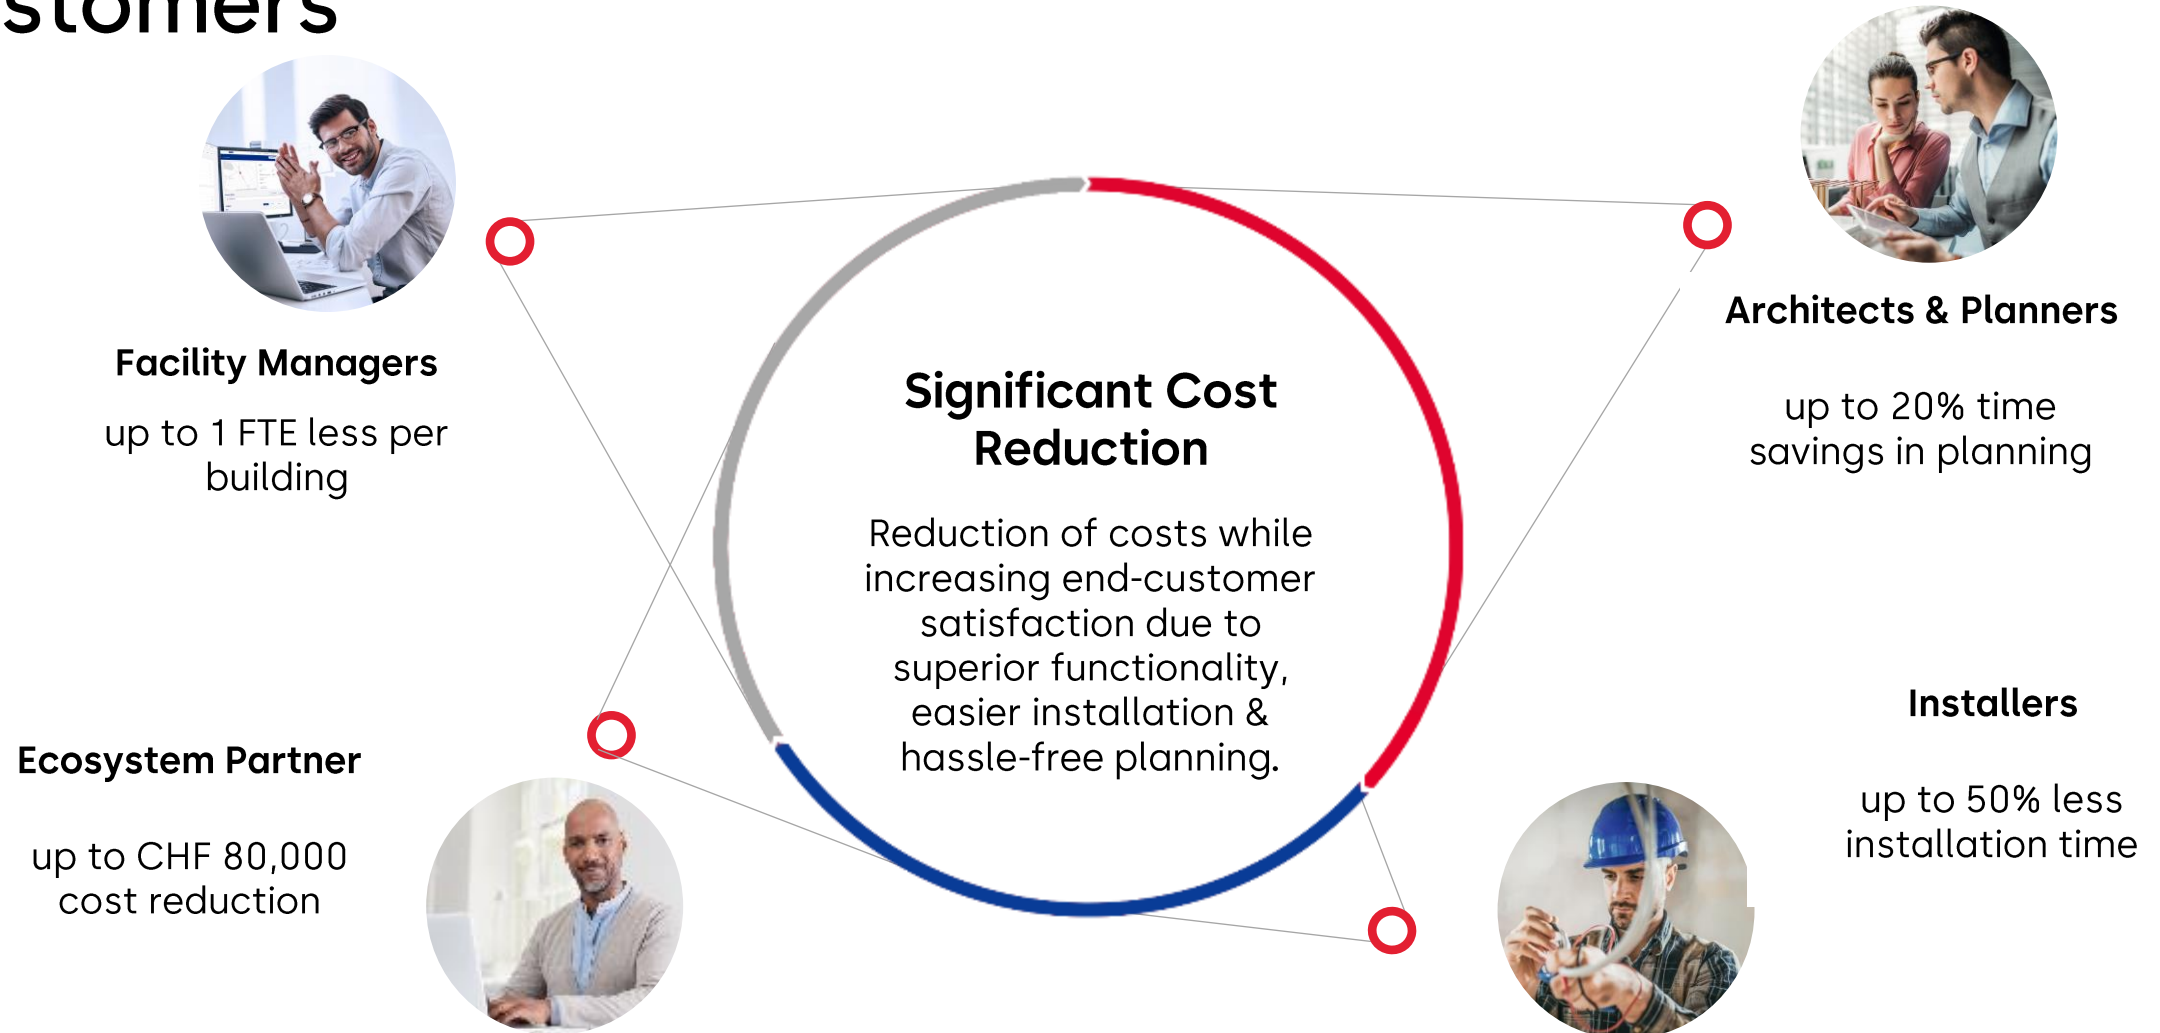 stomers
Facility Managers
up to 1 FTE less per
building
Architects & Planners
up to 20% time
savings in planning
Significant Cost
Reduction
Reduction of costs while
increasing end-customer
satisfaction due to
superior functionality,
easier installation &
hassle-free planning.
Ecosystem Partner
up to CHF 80,000
cost reduction
Installers
up to 50% less
installation time